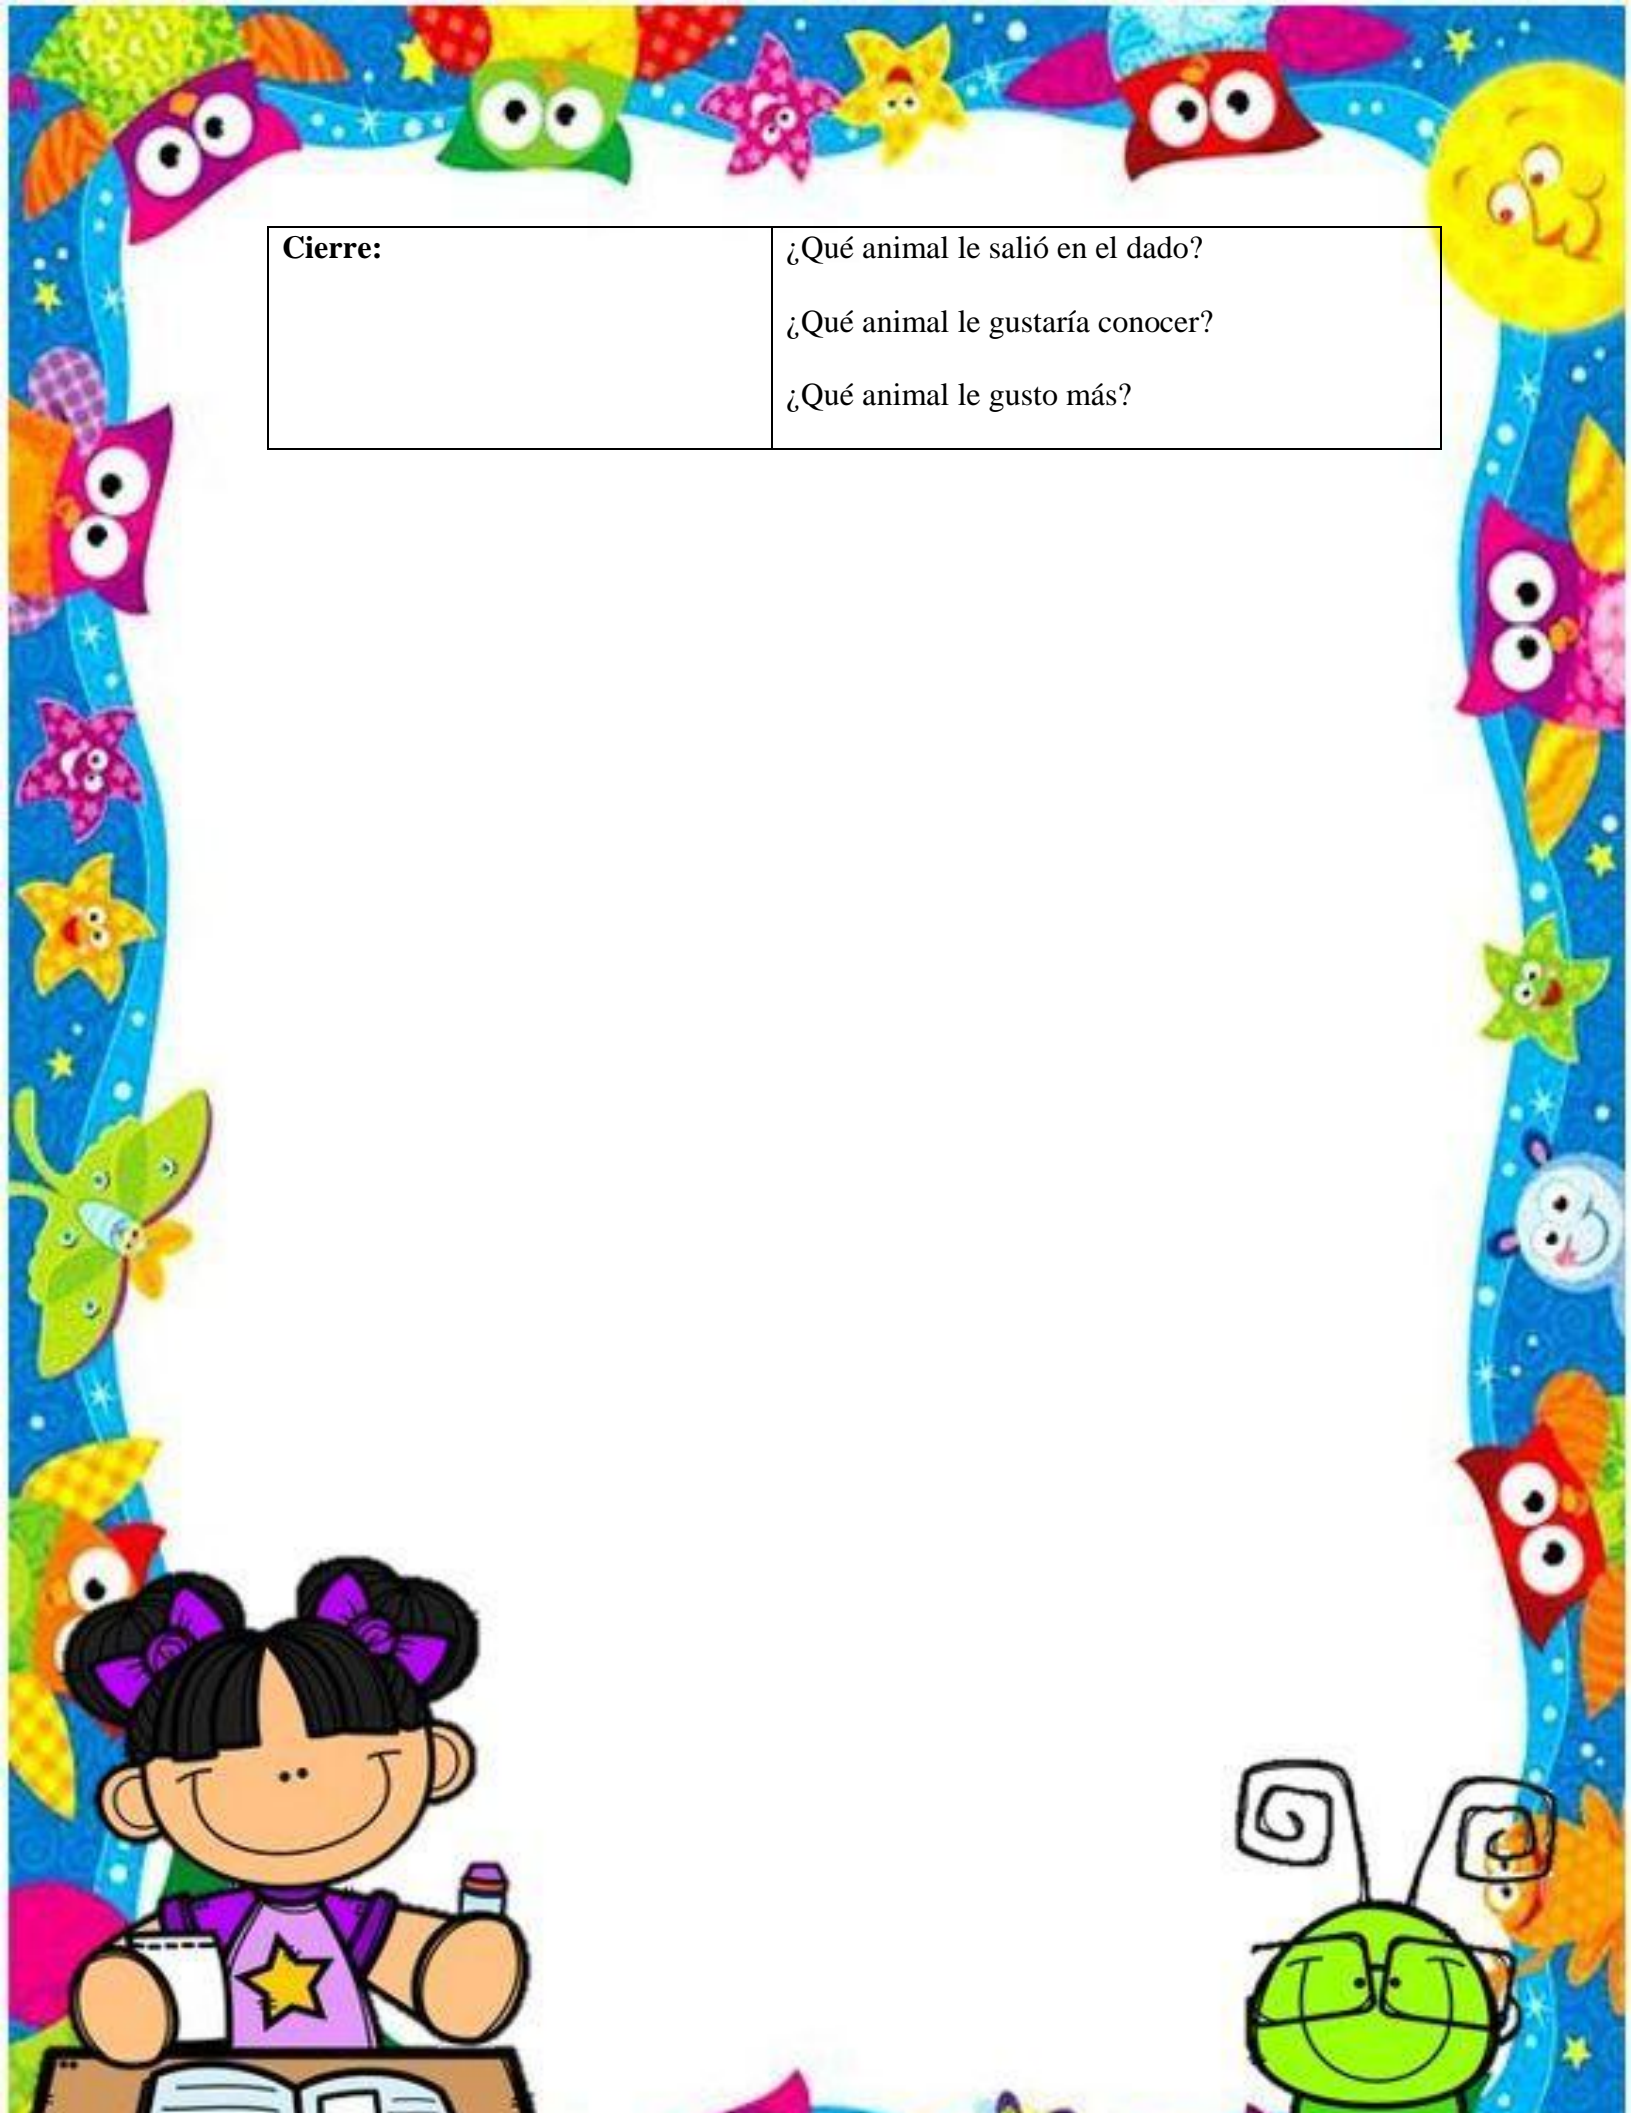 Cierre:
¿Qué animal le salió en el dado?
¿Qué animal le gustaría conocer?
¿Qué animal le gusto más?